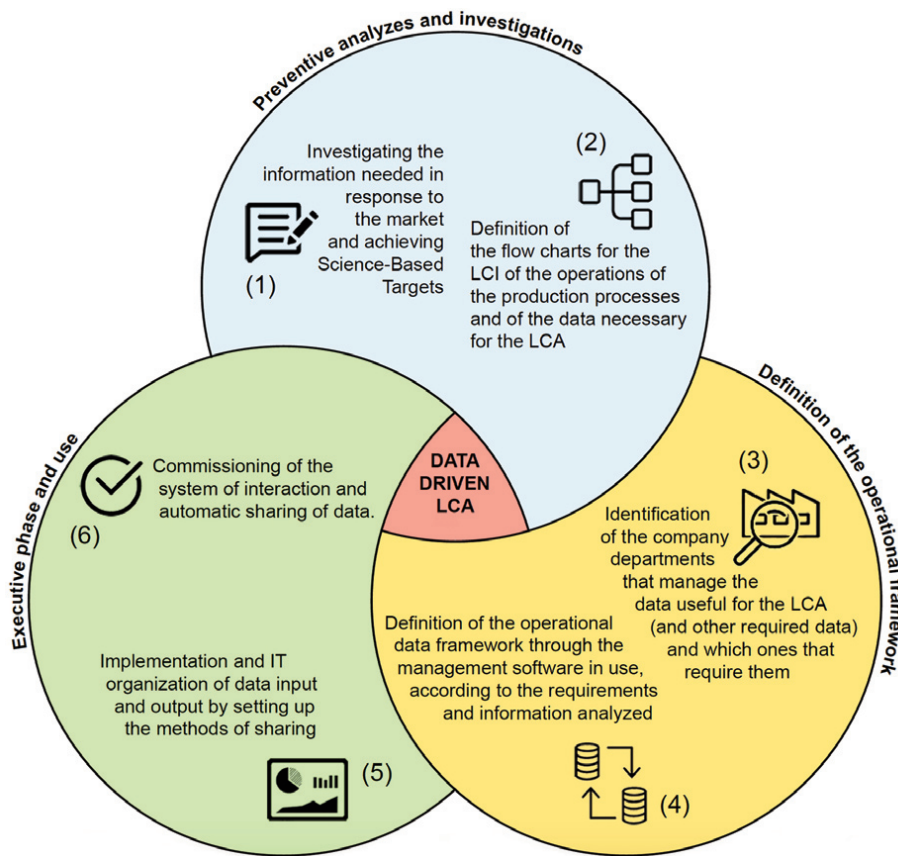 Preventive analyzes and investigations
(1)
Investigating the
information needed in
response to
the market
and achieving
Science-Based
Targets
(2)
Definition of
the flow charts for the
LCI of the operations of
the production processes
and of the data necessary
for the LCA
Definition of the operational framework
(3)
Identification
of the company
departments
that manage the
data useful for the LCA
(and other required data)
and which ones that
require them
Definition of the operational
data framework through the
management software in use,
according to the requirements
and information analyzed
(4)
Executive phase and use
Implementation and IT
organization of data input
and output by setting up
the methods of sharing
(5)
Commissioning of the
system of interaction and
automatic sharing of data.
(6)
DATA
DRIVEN
LCA